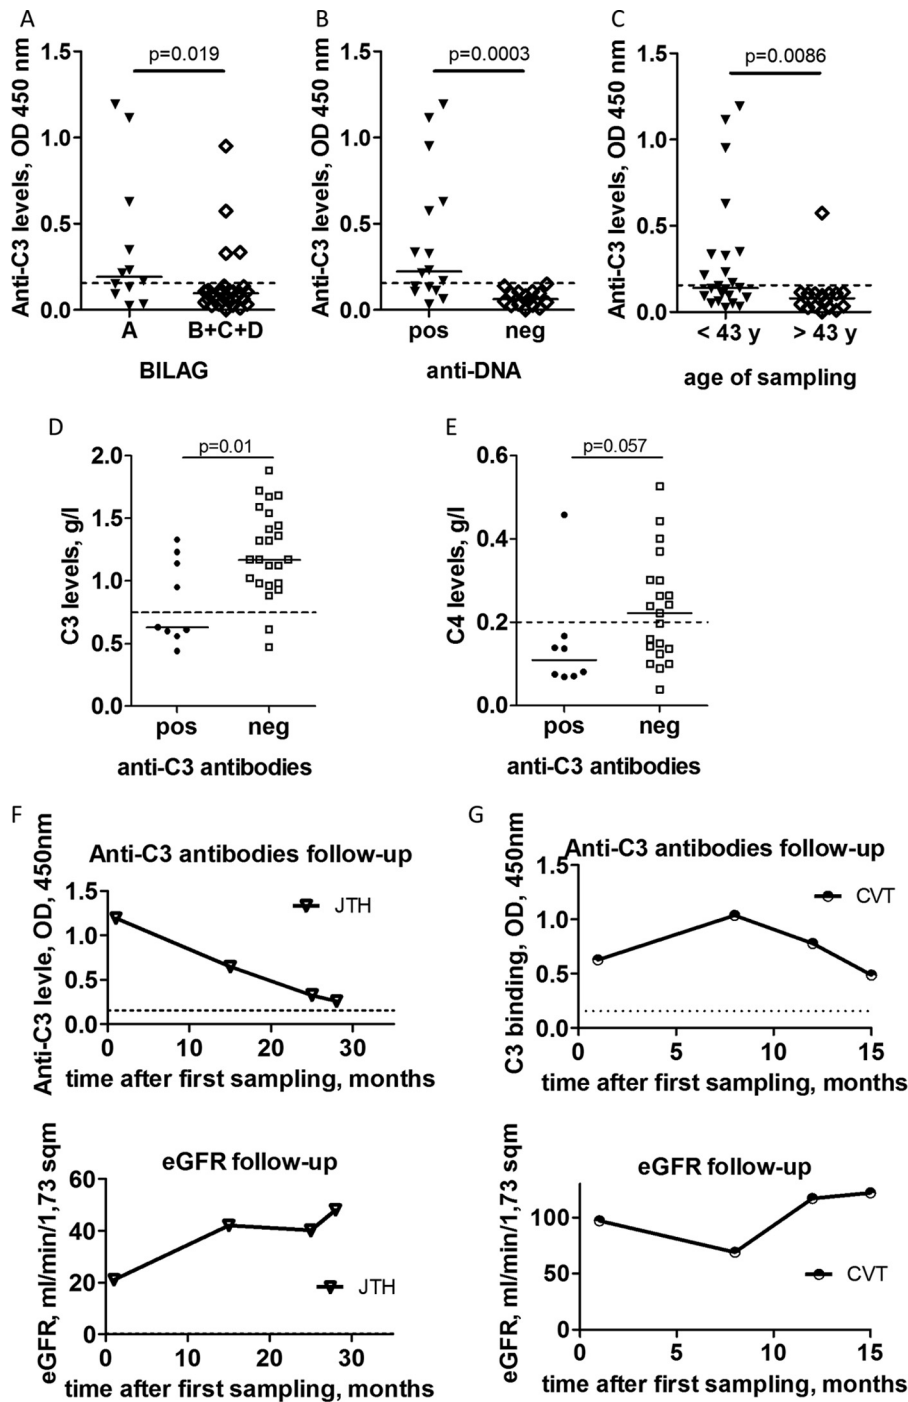 A
p=0.019
Anti-C3 levels, OD 450 nm
1.5
1.0
0.5
0.0
A B+C+D
BILAG
B
p=0.0003
Anti-C3 levels, OD 450 nm
1.5
1.0
0.5
0.0
pos neg
anti-DNA
C
p=0.0086
Anti-C3 levels, OD 450 nm
1.5
1.0
0.5
0.0
< 43 y > 43 y
age of sampling
D
p=0.01
C3 levels, g/l
2.0
1.5
1.0
0.5
0.0
pos neg
anti-C3 antibodies
E
p=0.057
C4 levels, g/l
0.6
0.4
0.2
0.0
pos neg
anti-C3 antibodies
F
Anti-C3 antibodies follow-up
Anti-C3 levle, OD, 450nm
1.5
1.0
0.5
0.0
JTH
0 10 20 30
time after first sampling, months
eGFR follow-up
eGFR, ml/min/1,73 sqm
60
40
20
0
JTH
0 10 20 30
time after first sampling, months
G
Anti-C3 antibodies follow-up
C3 binding, OD, 450nm
1.5
1.0
0.5
0.0
CVT
0 5 10 15
time after first sampling, months
eGFR follow-up
eGFR, ml/min/1,73 sqm
100
50
0
CVT
0 5 10 15
time after first sampling, months